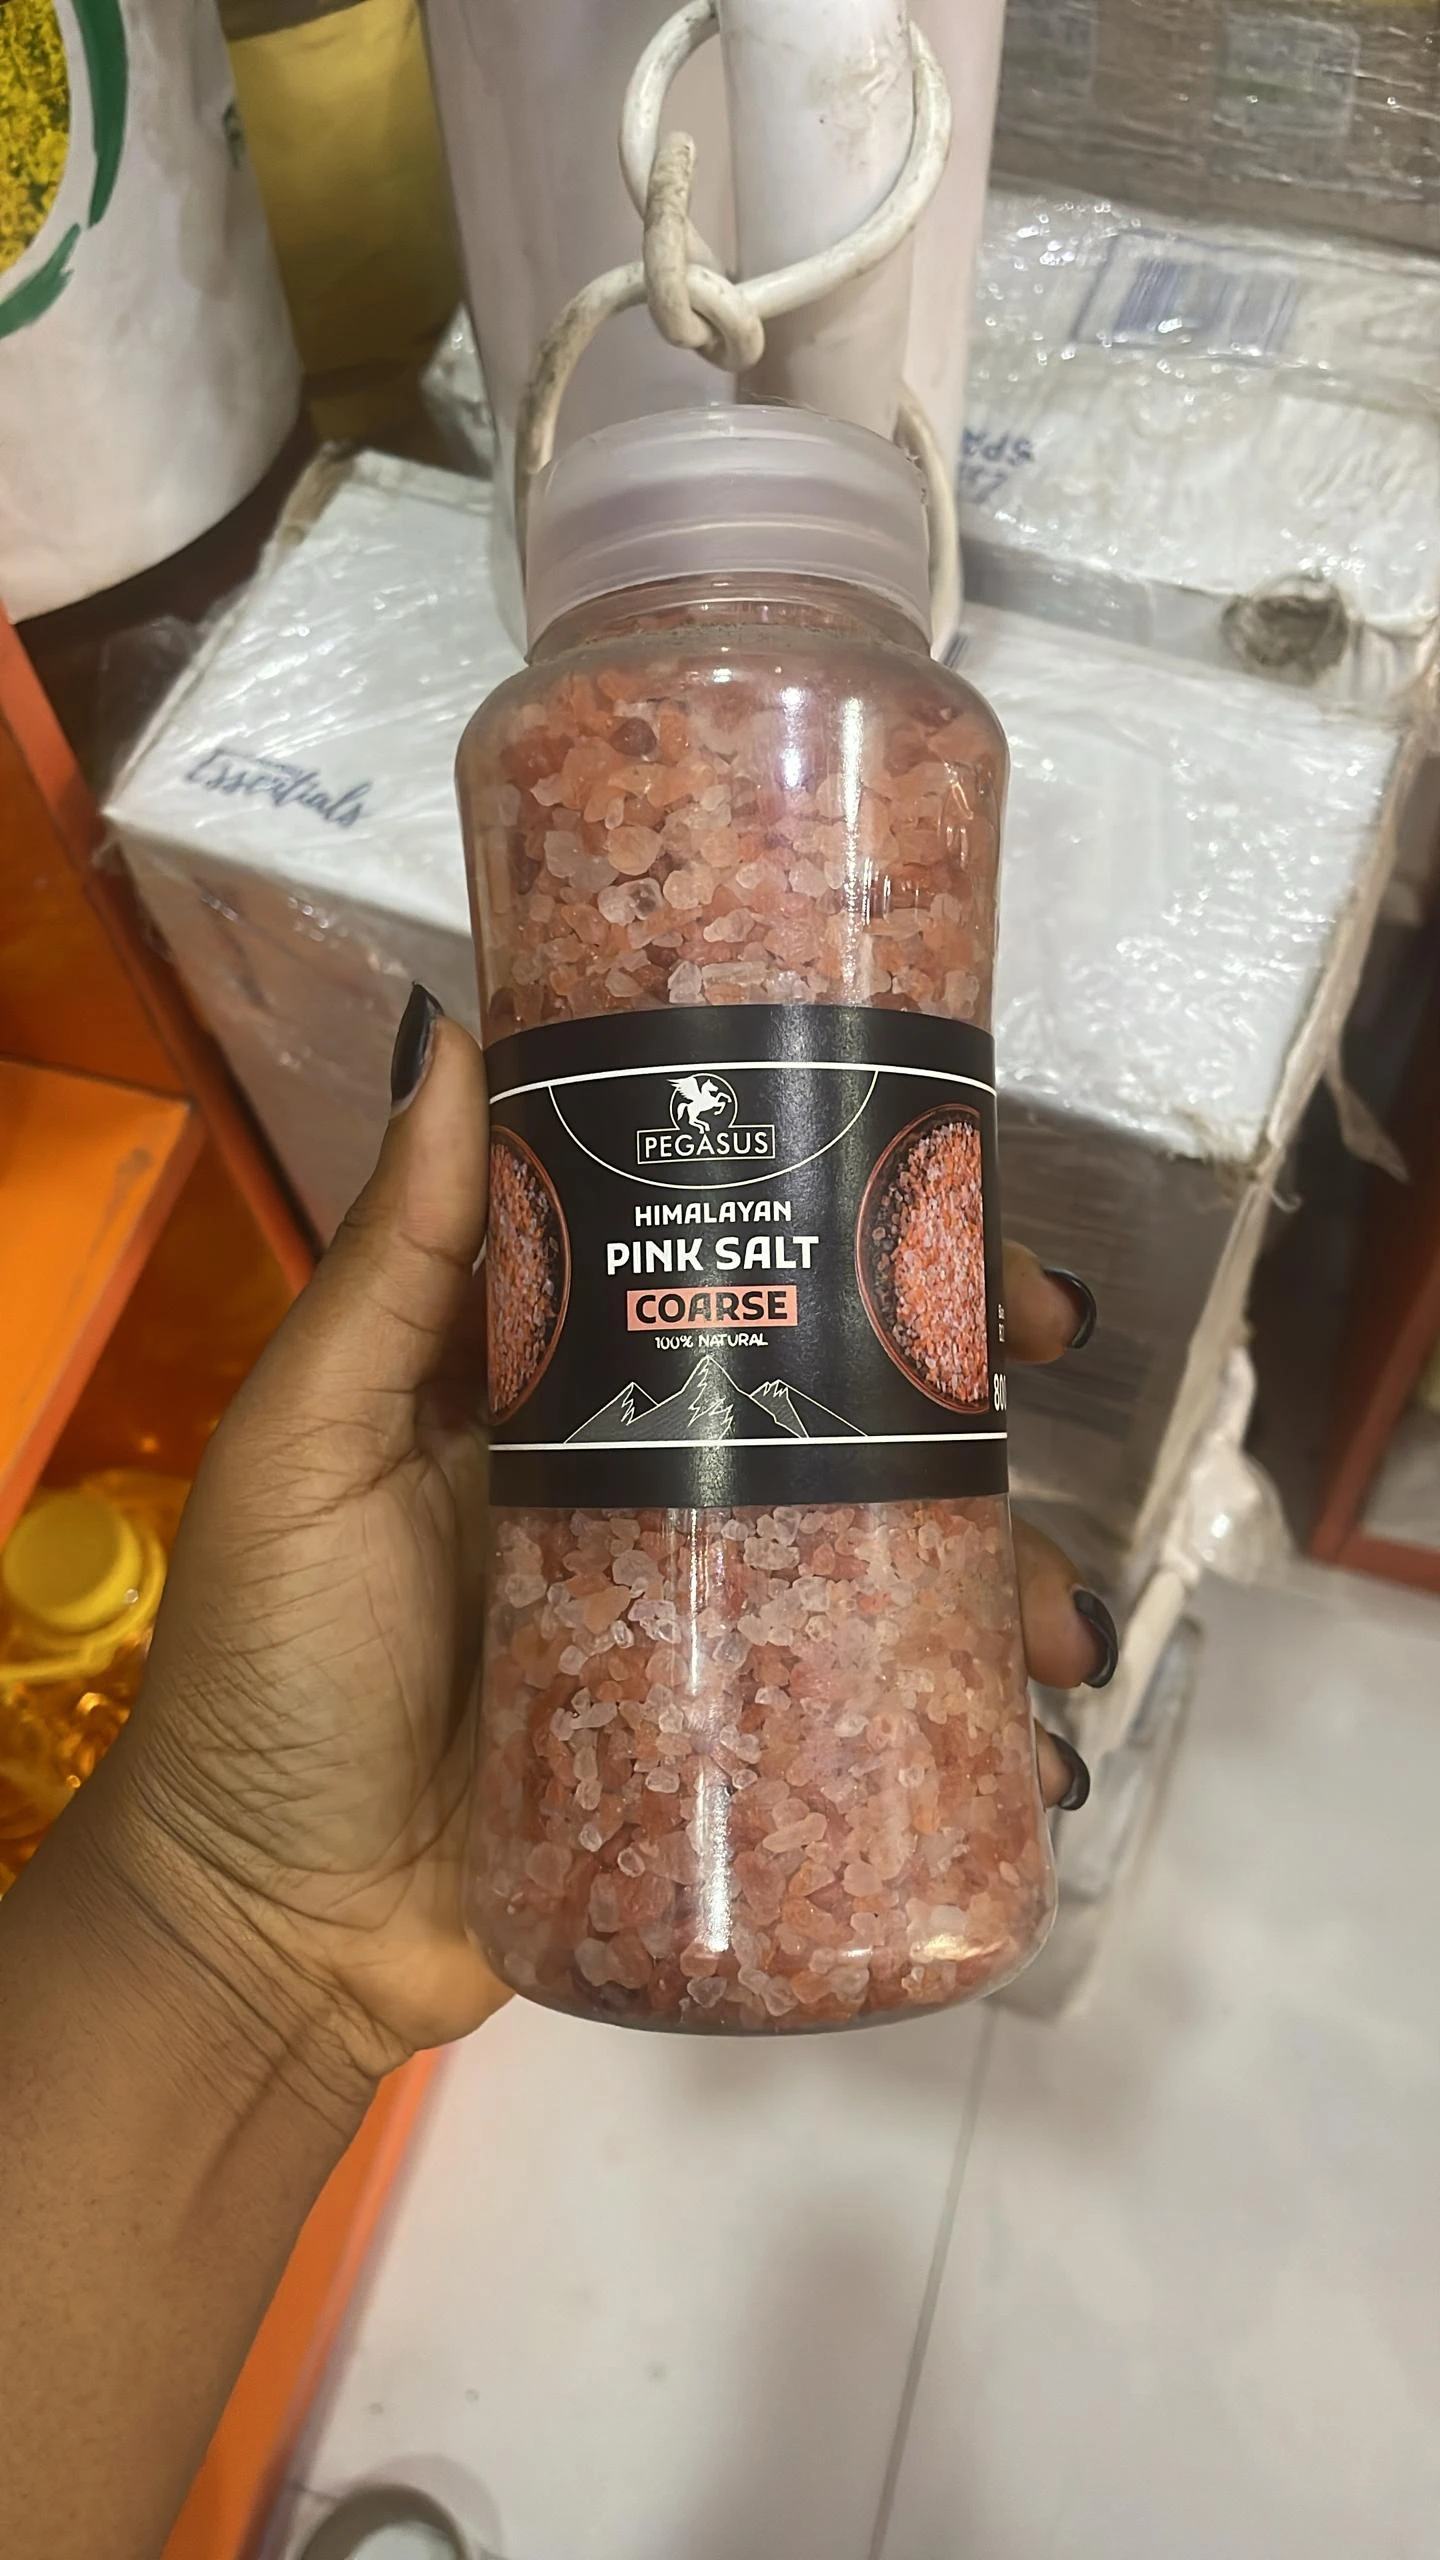 Essentials
PEGASUS
HIMALAYAN
PINK SALT
COARSE
100% NATURAL